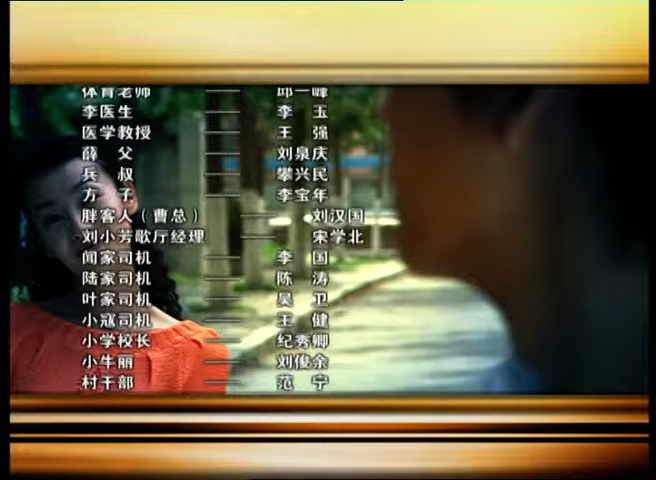 体育老师 —— 邱一峰
李医生 —— 李 玉
医学教授 —— 王 强
薛 父 —— 刘泉庆
兵 叔 —— 攀兴民
方 子 —— 李宝年
胖客人（曹总） —— 刘汉国
刘小芳歌厅经理 —— 宋学北
闻家司机 —— 李 国
陆家司机 —— 陈 涛
叶家司机 —— 吴 卫
小寇司机 —— 王 健
小学校长 —— 纪秀卿
小牛丽 —— 刘俊余
村干部 —— 范 宁